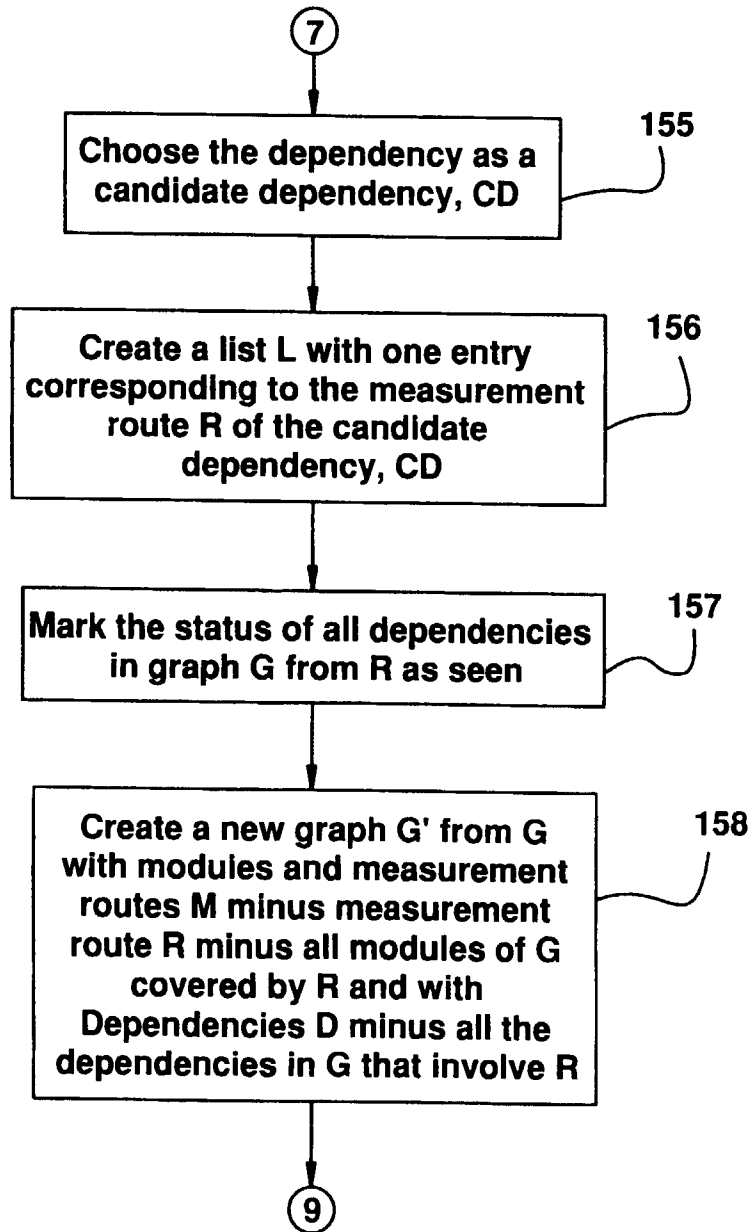 7
Choose the dependency as a
candidate dependency, CD
155
Create a list L with one entry
corresponding to the measurement
route R of the candidate
dependency, CD
156
Mark the status of all dependencies
in graph G from R as seen
157
Create a new graph G' from G
with modules and measurement
routes M minus measurement
route R minus all modules of G
covered by R and with
Dependencies D minus all the
dependencies in G that involve R
158
9